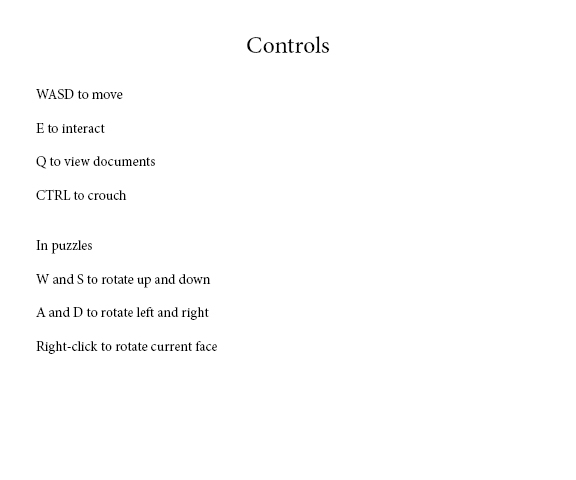 Controls
WASD to move
E to interact
Q to view documents
CTRL to crouch
In puzzles
W and S to rotate up and down
A and D to rotate left and right
Right-click to rotate current face